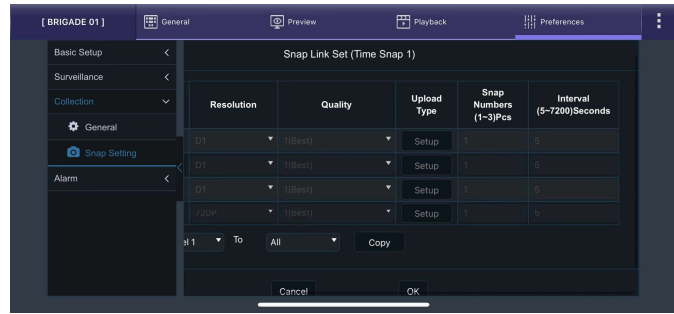 [ BRIGADE 01 ] General Preview Playback Preferences
Basic Setup
Snap Link Set (Time Snap 1)
Surveillance
Collection
General
Snap Setting
Alarm
Resolution Quality Upload Type Snap Numbers (1~3)Pcs Interval (5~7200)Seconds
D1 1(Best) Setup 1 5
D1 1(Best) Setup 1 5
D1 1(Best) Setup 1 5
720P 1(Best) Setup 1 5
el 1 To All Copy
Cancel OK